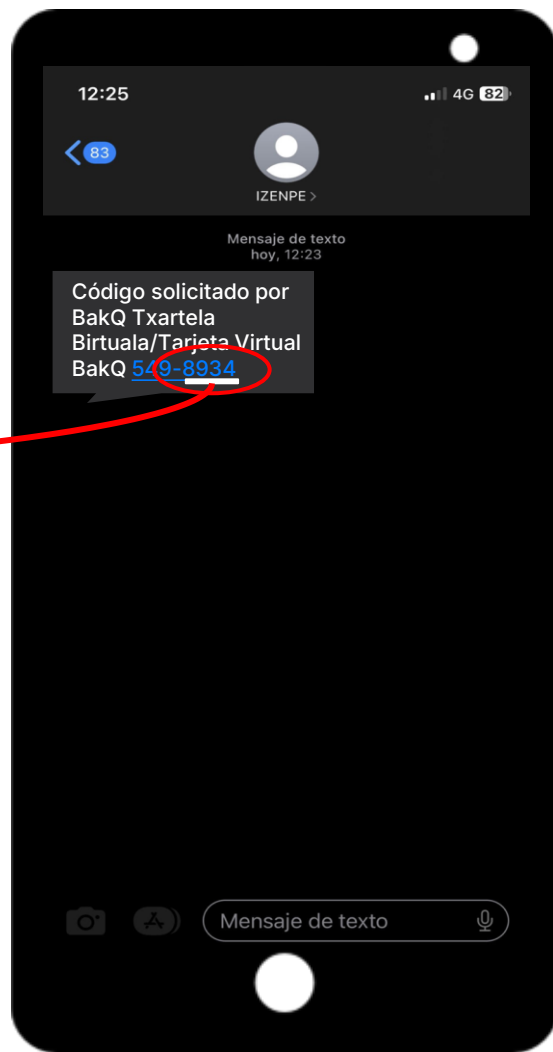 12:25
4G 82
83
IZENPE >
Mensaje de texto
hoy, 12:23
Código solicitado por
BakQ Txartela
Birtuala/Tarjeta Virtual
BakQ 549-8934
Mensaje de texto